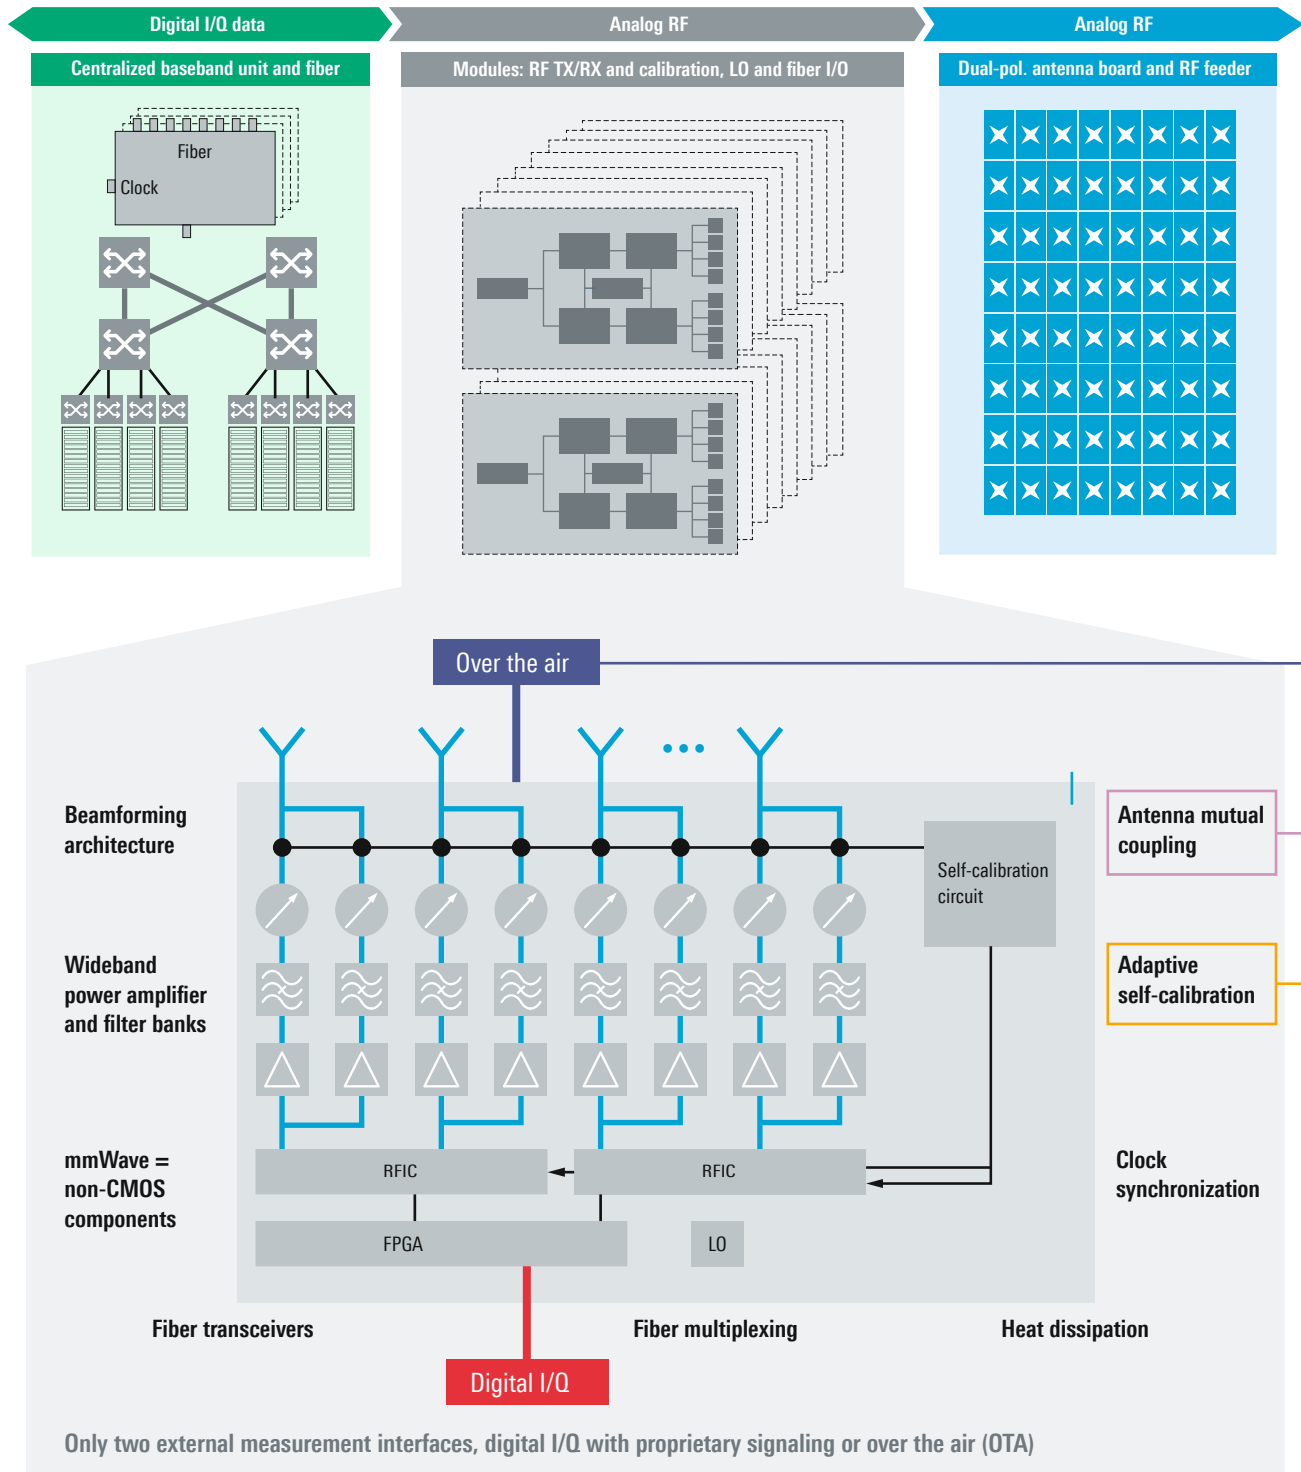 Digital I/Q data
Analog RF
Analog RF
Centralized baseband unit and fiber
Modules: RF TX/RX and calibration, LO and fiber I/O
Dual-pol. antenna board and RF feeder
Fiber
Clock
Over the air
Beamforming
architecture
Self-calibration
circuit
Antenna mutual
coupling
Wideband
power amplifier
and filter banks
Adaptive
self-calibration
mmWave =
non-CMOS
components
RFIC
RFIC
Clock
synchronization
FPGA
LO
Fiber transceivers
Fiber multiplexing
Heat dissipation
Digital I/Q
Only two external measurement interfaces, digital I/Q with proprietary signaling or over the air (OTA)